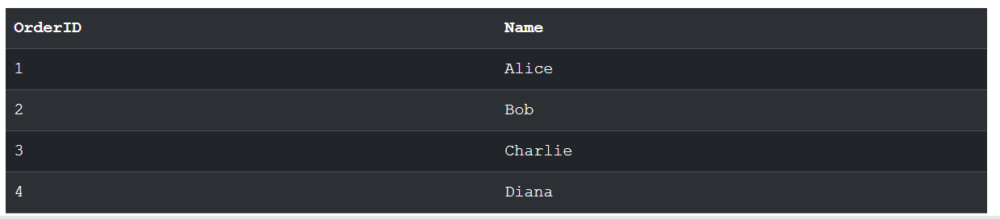 OrderID Name
1 Alice
2 Bob
3 Charlie
4 Diana